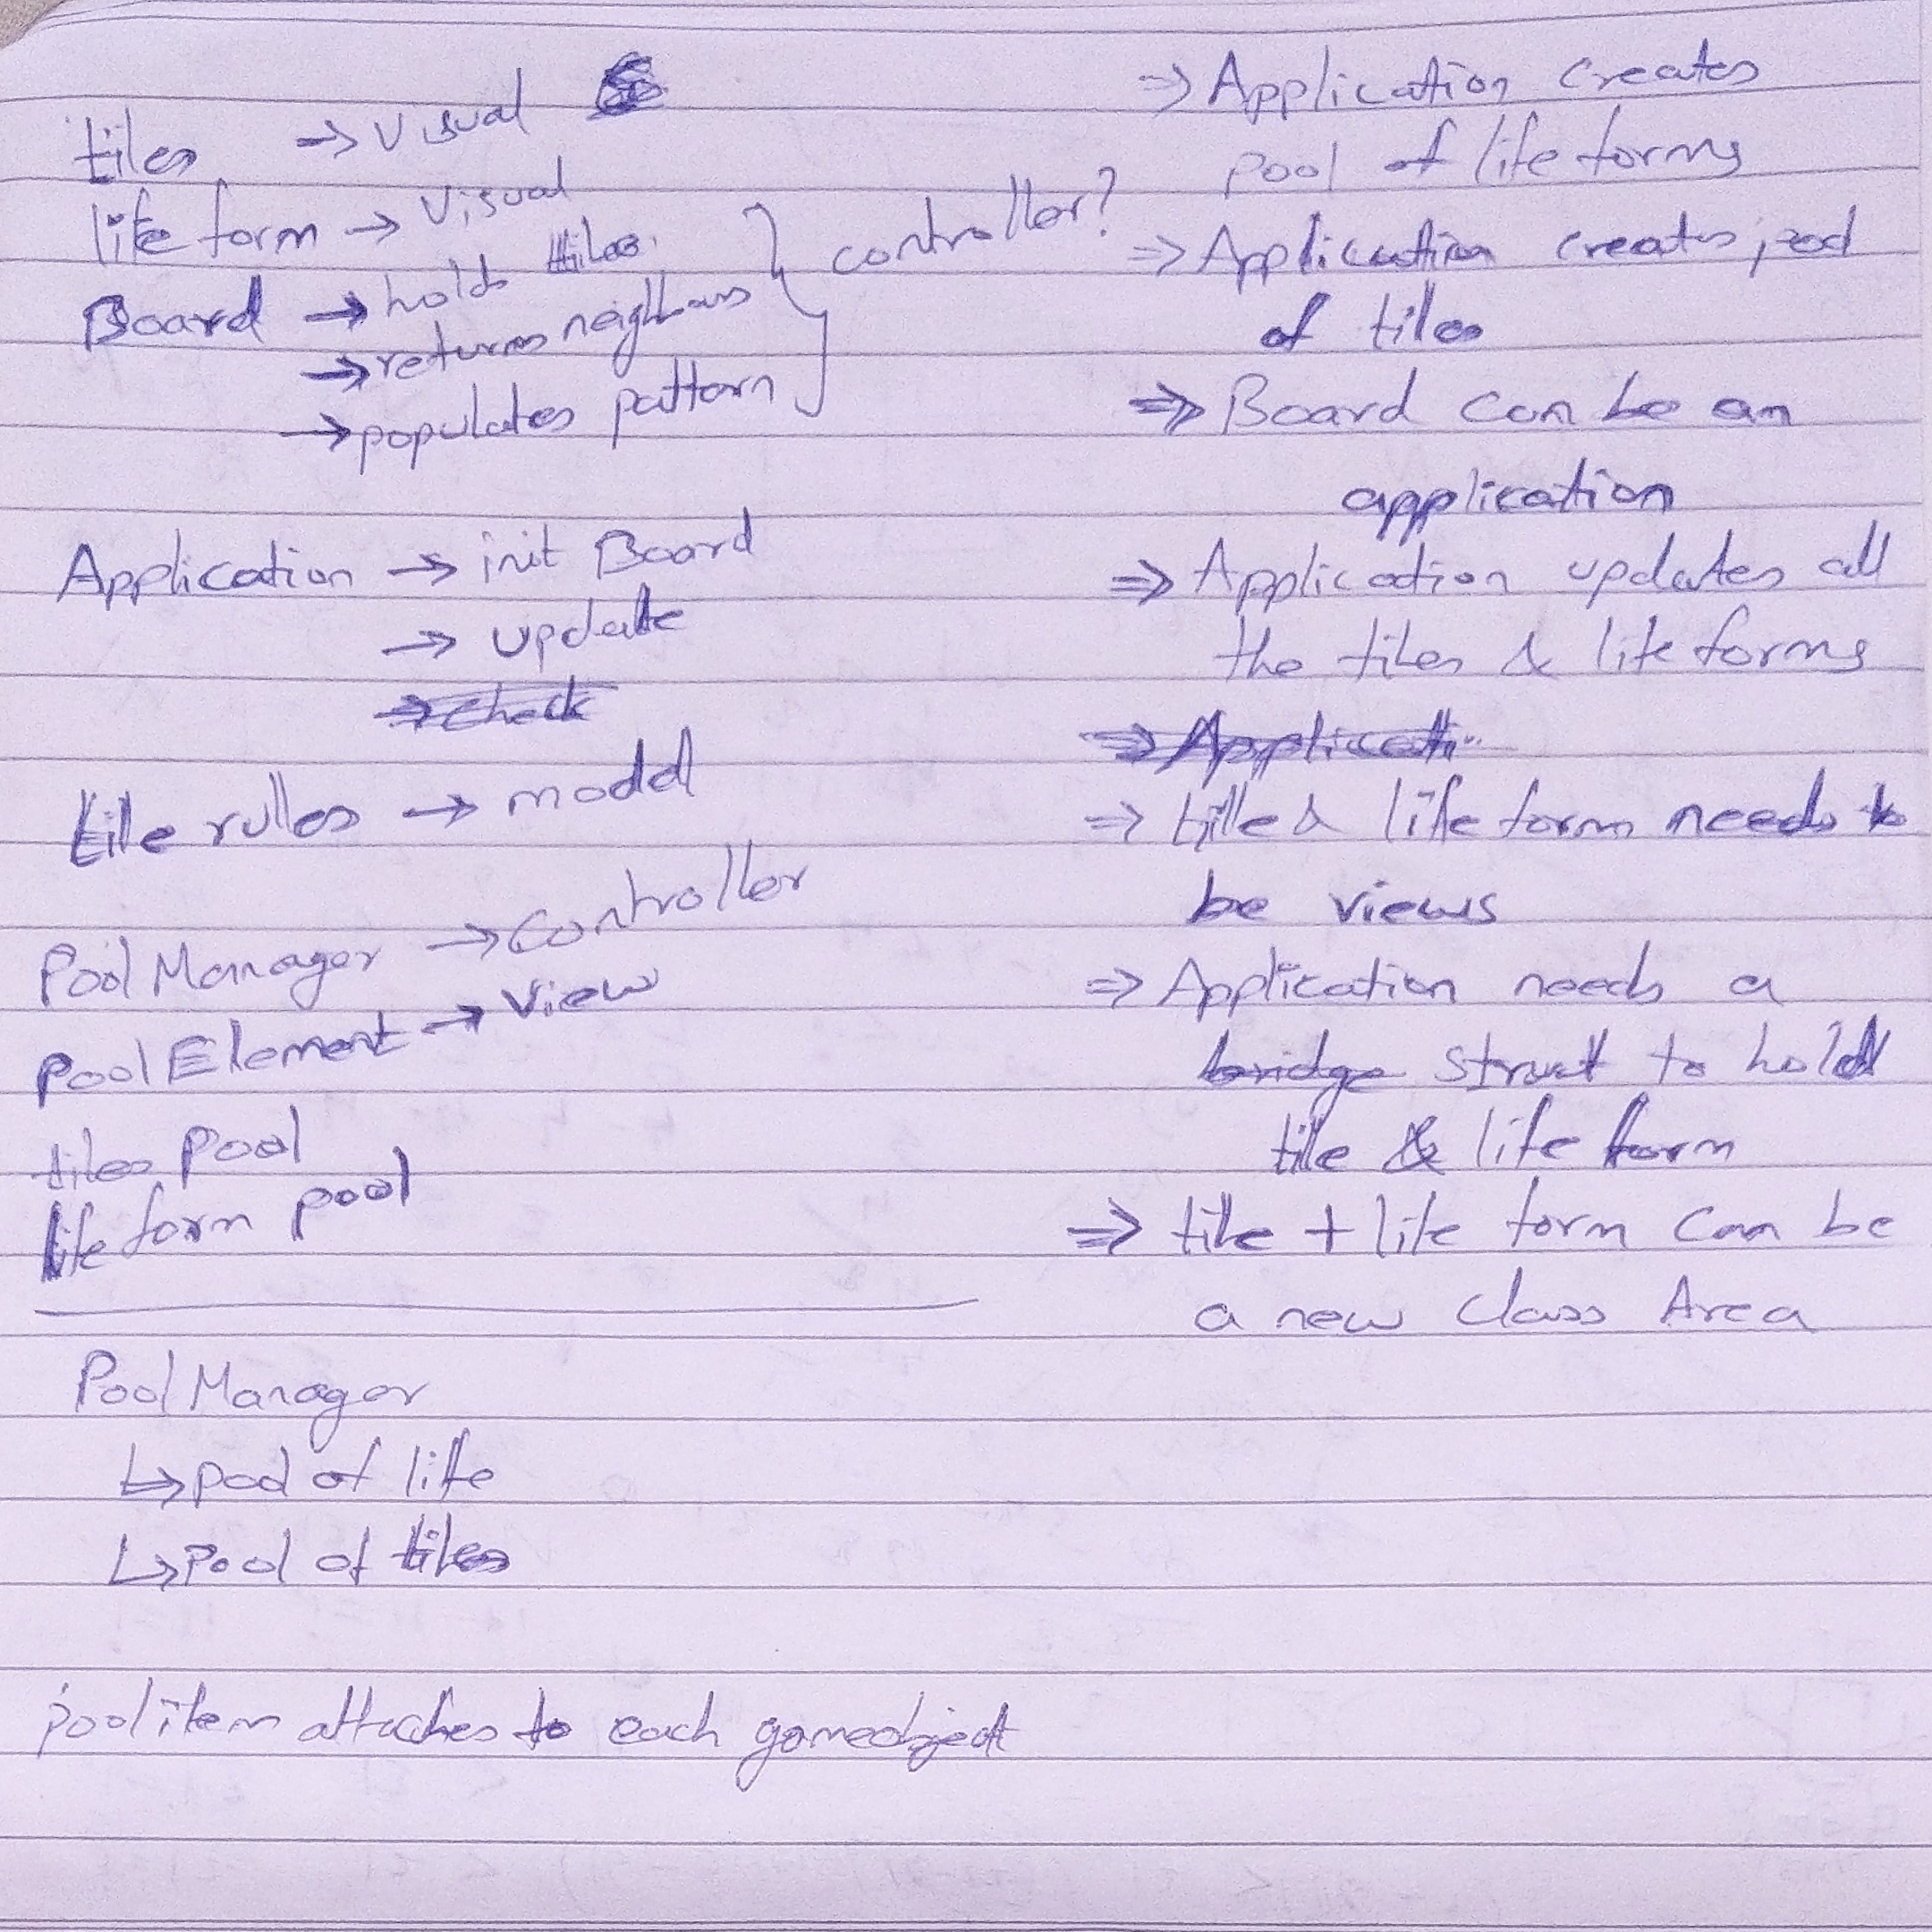 tiles → visual
life form → visual
Board → holds tiles
→ returns neighbours
→ populates pattern
} controller?
Application → init Board
→ update
→ check
tile rules → model
Pool Manager → Controller
Pool Element → View
tiles pool
life form pool
Pool Manager
↳ pool of life
↳ pool of tiles
pool item attaches to each gameobject
⇒ Application creates
pool of life forms
⇒ Application creates pool
of tiles
⇒ Board can be an
application
⇒ Application updates all
the tiles & life forms
⇒ Applicati
⇒ tille & life form needs to
be views
⇒ Application needs a
bridge struct to hold
tile & life form
⇒ tile + life form can be
a new class Area